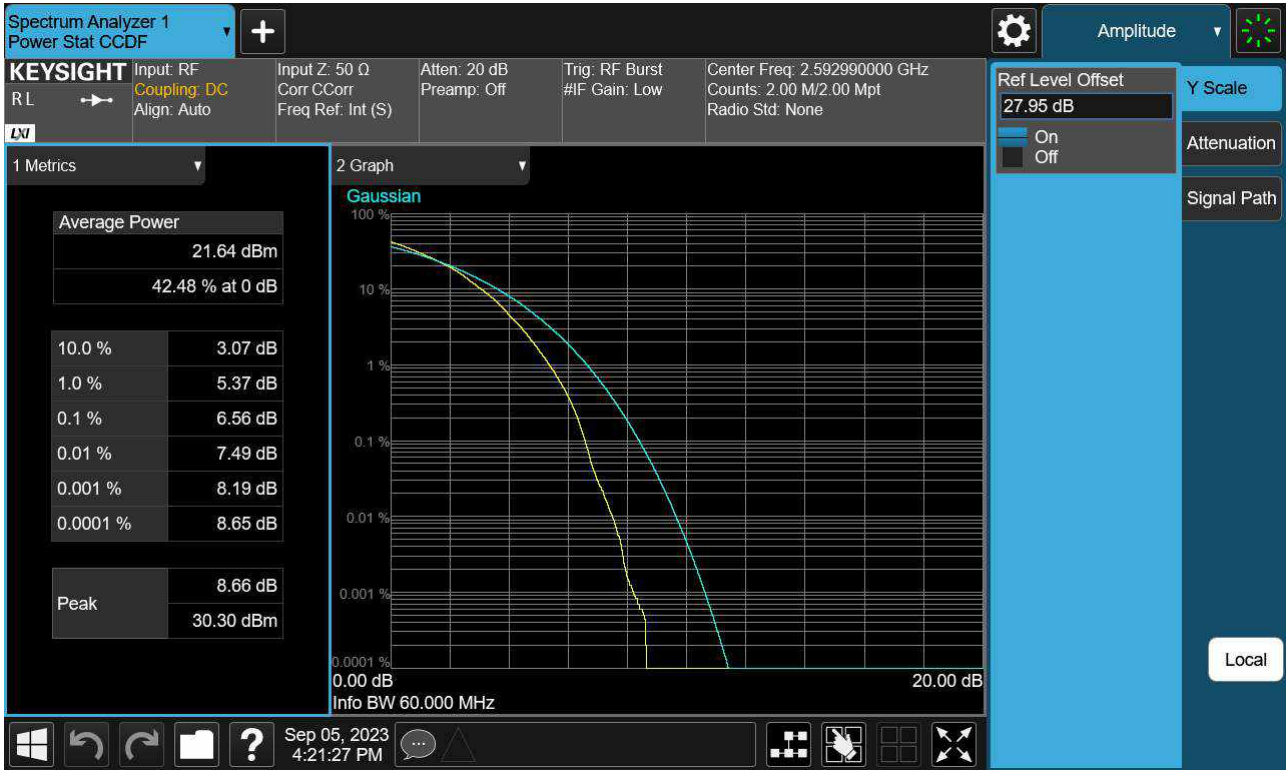 Spectrum Analyzer 1
Power Stat CCDF
Amplitude
KEYSIGHT
R L
LXI
Input: RF
Coupling: DC
Align: Auto
Input Z: 50 Ω
Corr CCorr
Freq Ref: Int (S)
Atten: 20 dB
Preamp: Off
Trig: RF Burst
#IF Gain: Low
Center Freq: 2.592990000 GHz
Counts: 2.00 M/2.00 Mpt
Radio Std: None
Ref Level Offset
27.95 dB
On
Off
Y Scale
Attenuation
Signal Path
Local
1 Metrics
Average Power
21.64 dBm
42.48 % at 0 dB
10.0 % 3.07 dB
1.0 % 5.37 dB
0.1 % 6.56 dB
0.01 % 7.49 dB
0.001 % 8.19 dB
0.0001 % 8.65 dB
Peak
8.66 dB
30.30 dBm
2 Graph
Gaussian
100 %
10 %
1 %
0.1 %
0.01 %
0.001 %
0.0001 %
0.00 dB 20.00 dB
Info BW 60.000 MHz
?
Sep 05, 2023
4:21:27 PM